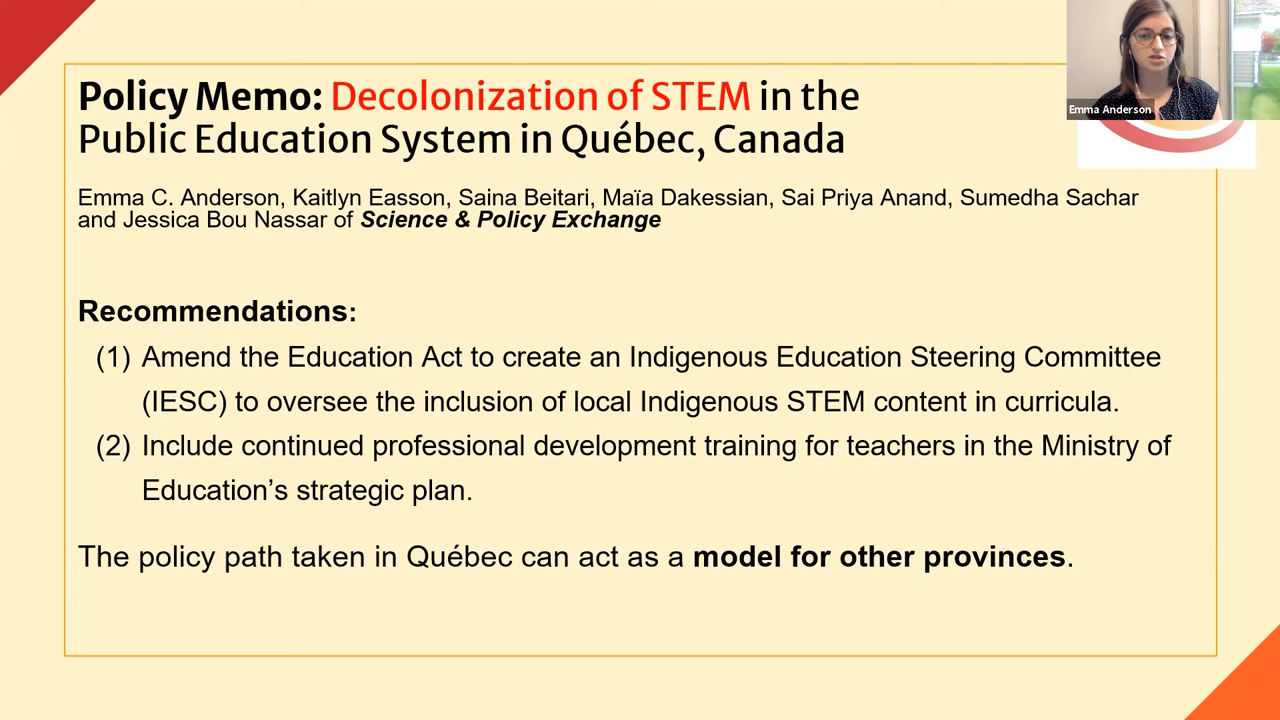 Policy Memo: Decolonization of STEM in the
Public Education System in Québec, Canada
Emma Anderson
Emma C. Anderson, Kaitlyn Easson, Saina Beitari, Maïa Dakessian, Sai Priya Anand, Sumedha Sachar
and Jessica Bou Nassar of Science & Policy Exchange
Recommendations:
(1) Amend the Education Act to create an Indigenous Education Steering Committee
(IESC) to oversee the inclusion of local Indigenous STEM content in curricula.
(2) Include continued professional development training for teachers in the Ministry of
Education’s strategic plan.
The policy path taken in Québec can act as a model for other provinces.